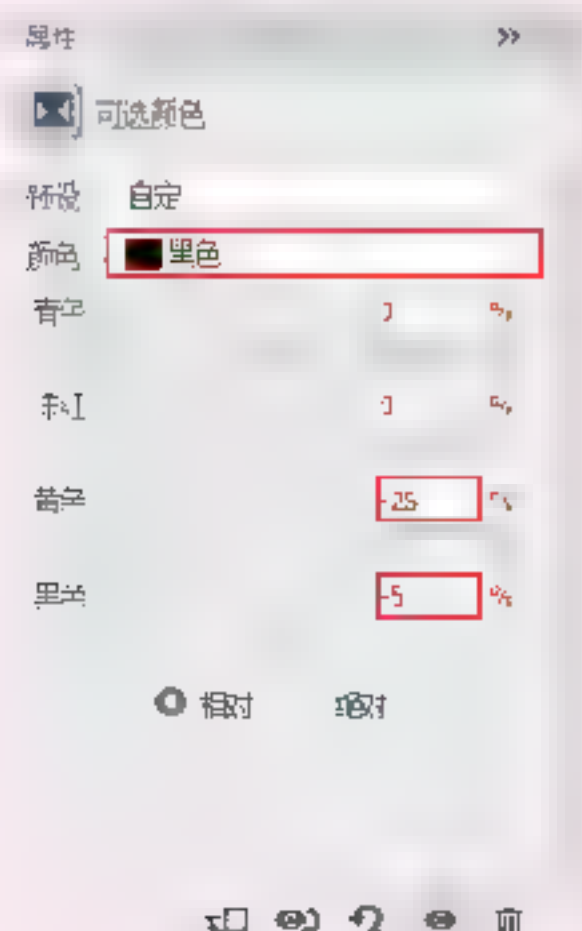 属性
可选颜色
预设 自定
颜色: 黑色
青色 0 %
洋红 0 %
黄色 -25 %
黑色 -5 %
相对 绝对